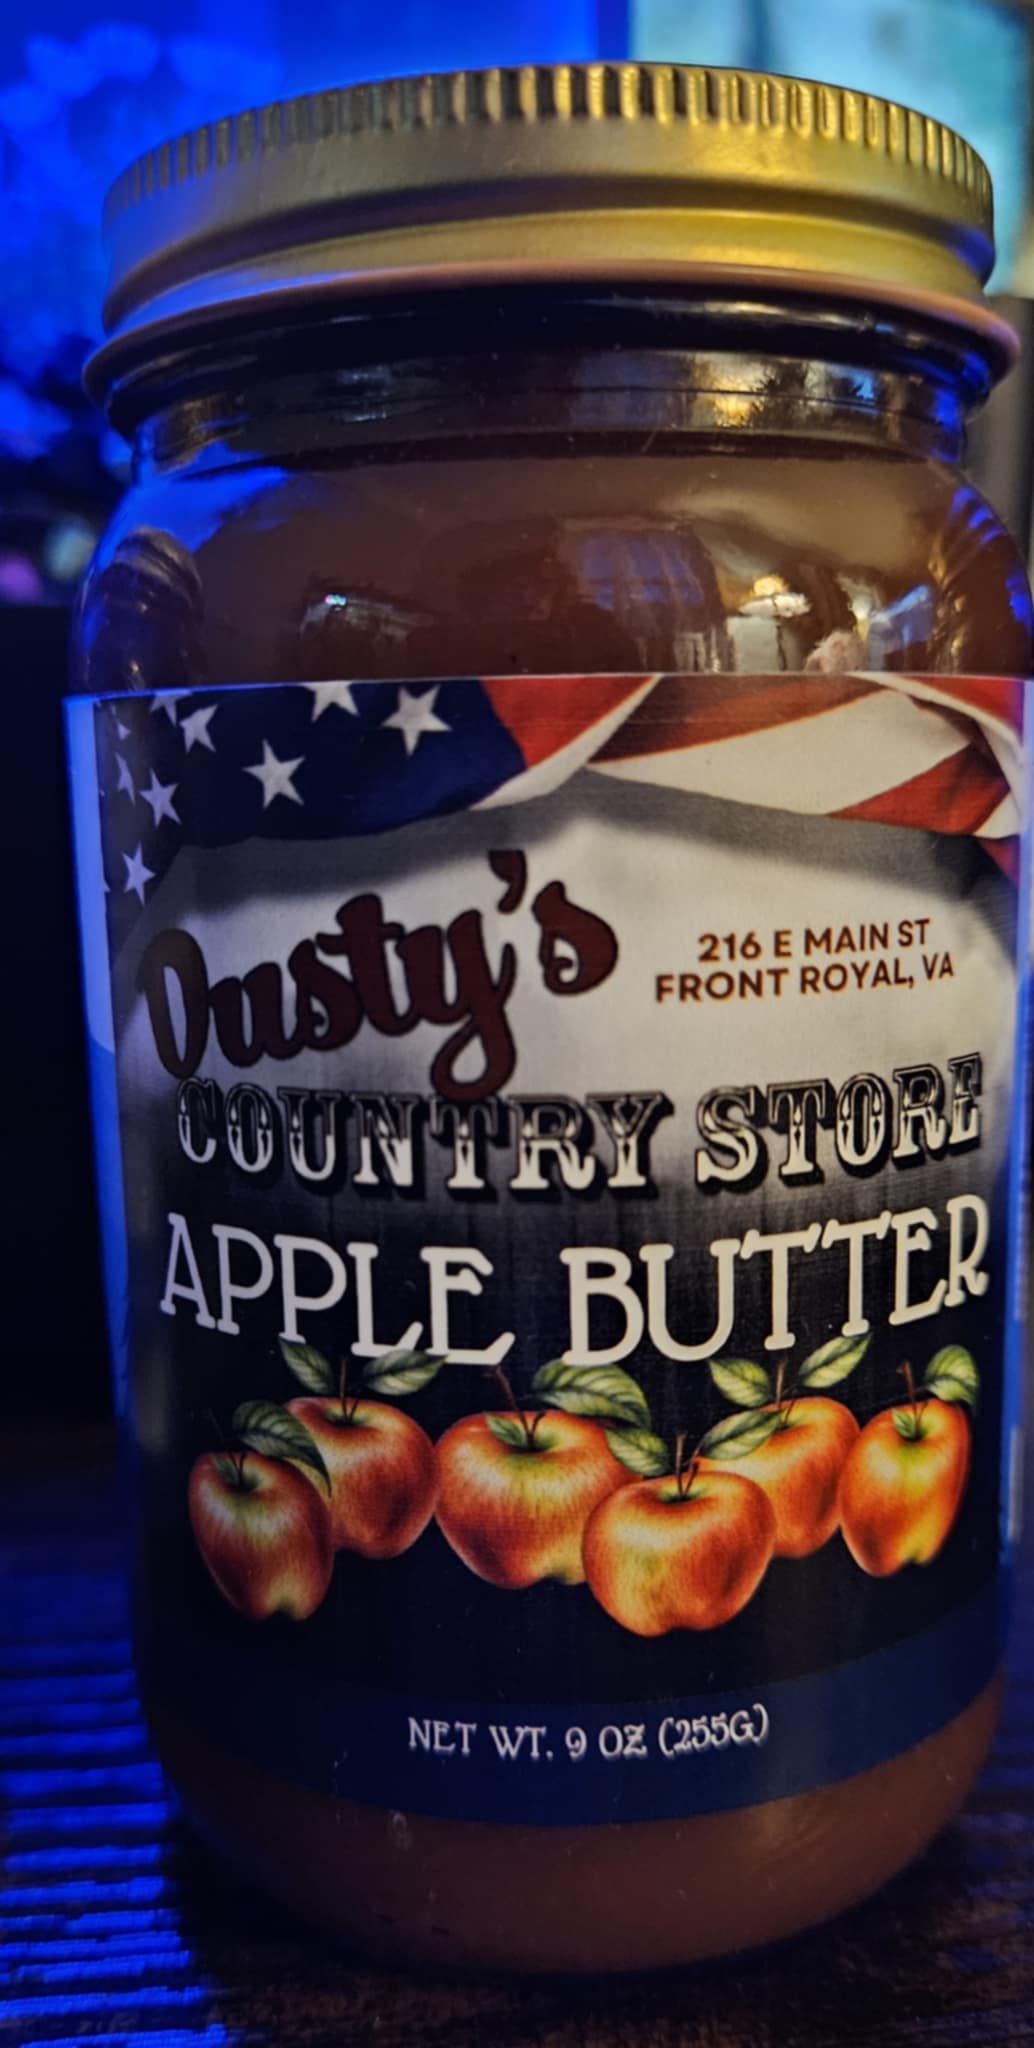 Dusty's
216 E MAIN ST
FRONT ROYAL, VA
COUNTRY STORE
APPLE BUTTER
NET WT. 9 OZ (255G)